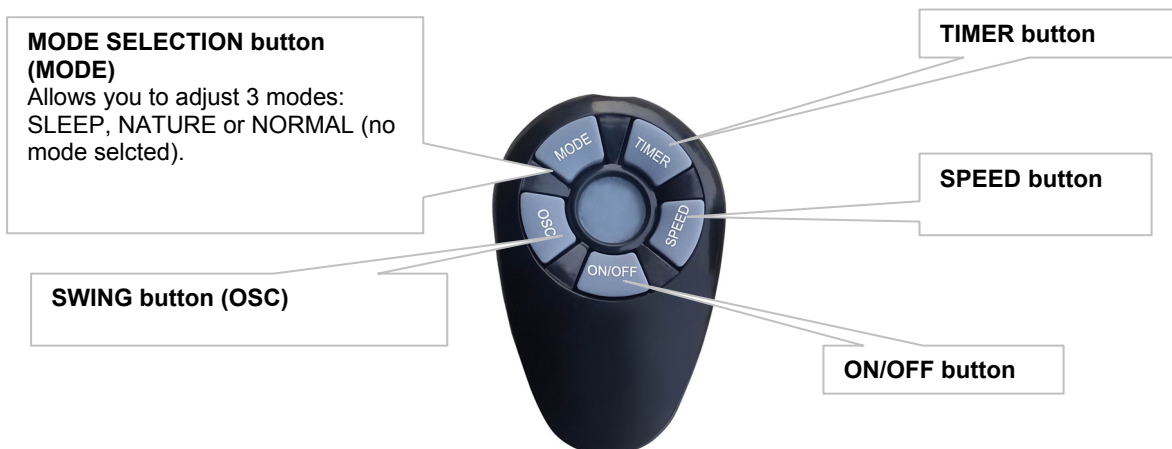 MODE SELECTION button
(MODE)
Allows you to adjust 3 modes:
SLEEP, NATURE or NORMAL (no
mode selcted).
TIMER button
SPEED button
SWING button (OSC)
ON/OFF button
MODE
TIMER
OSC
SPEED
ON/OFF